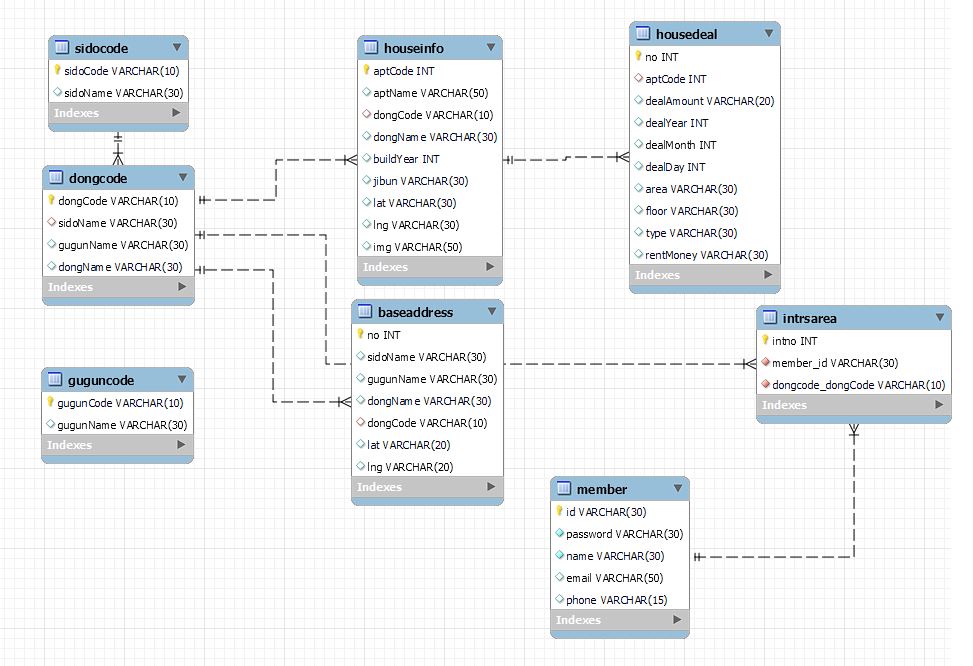 sidocode
sidoCode VARCHAR(10)
sidoName VARCHAR(30)
Indexes
dongcode
dongCode VARCHAR(10)
sidoName VARCHAR(30)
gugunName VARCHAR(30)
dongName VARCHAR(30)
Indexes
guguncode
gugunCode VARCHAR(10)
gugunName VARCHAR(30)
Indexes
houseinfo
aptCode INT
aptName VARCHAR(50)
dongCode VARCHAR(10)
dongName VARCHAR(30)
buildYear INT
jibun VARCHAR(30)
lat VARCHAR(30)
lng VARCHAR(30)
img VARCHAR(50)
Indexes
baseaddress
no INT
sidoName VARCHAR(30)
gugunName VARCHAR(30)
dongName VARCHAR(30)
dongCode VARCHAR(10)
lat VARCHAR(20)
lng VARCHAR(20)
Indexes
housedeal
no INT
aptCode INT
dealAmount VARCHAR(20)
dealYear INT
dealMonth INT
dealDay INT
area VARCHAR(30)
floor VARCHAR(30)
type VARCHAR(30)
rentMoney VARCHAR(30)
Indexes
intrsarea
intno INT
member_id VARCHAR(30)
dongcode_dongCode VARCHAR(10)
Indexes
member
id VARCHAR(30)
password VARCHAR(30)
name VARCHAR(30)
email VARCHAR(50)
phone VARCHAR(15)
Indexes